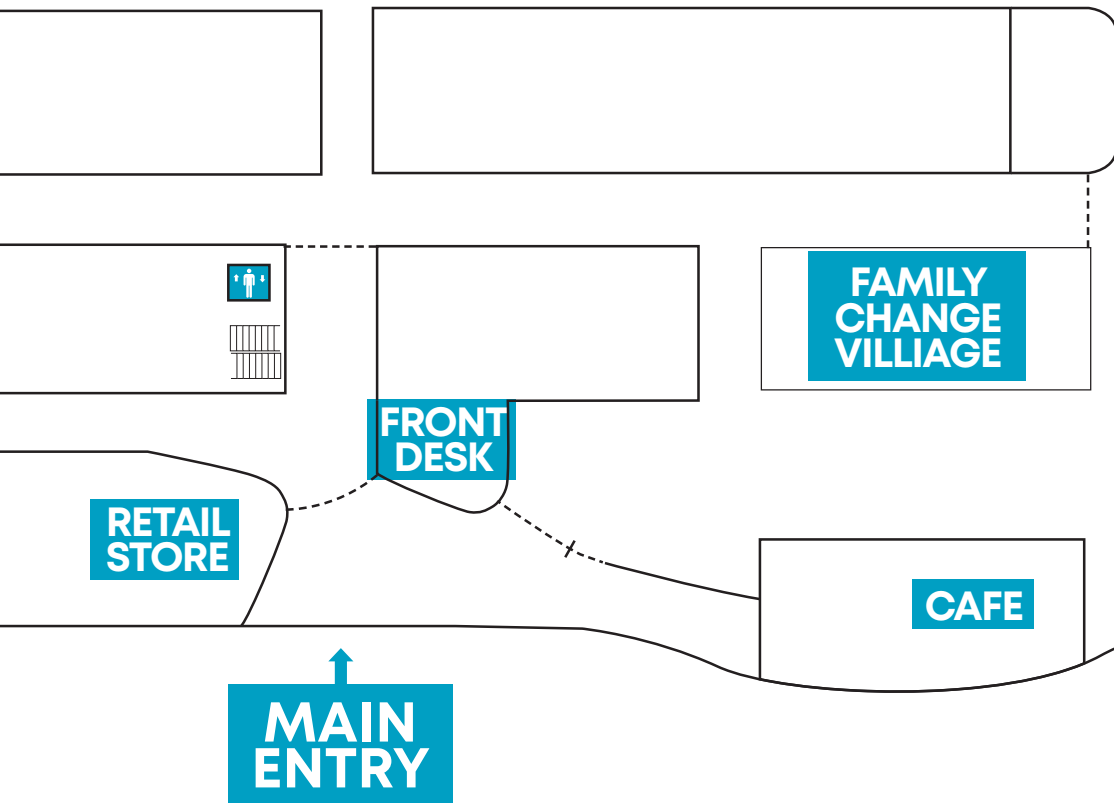 FAMILY
CHANGE
VILLIAGE
FRONT
DESK
RETAIL
STORE
CAFE
MAIN
ENTRY